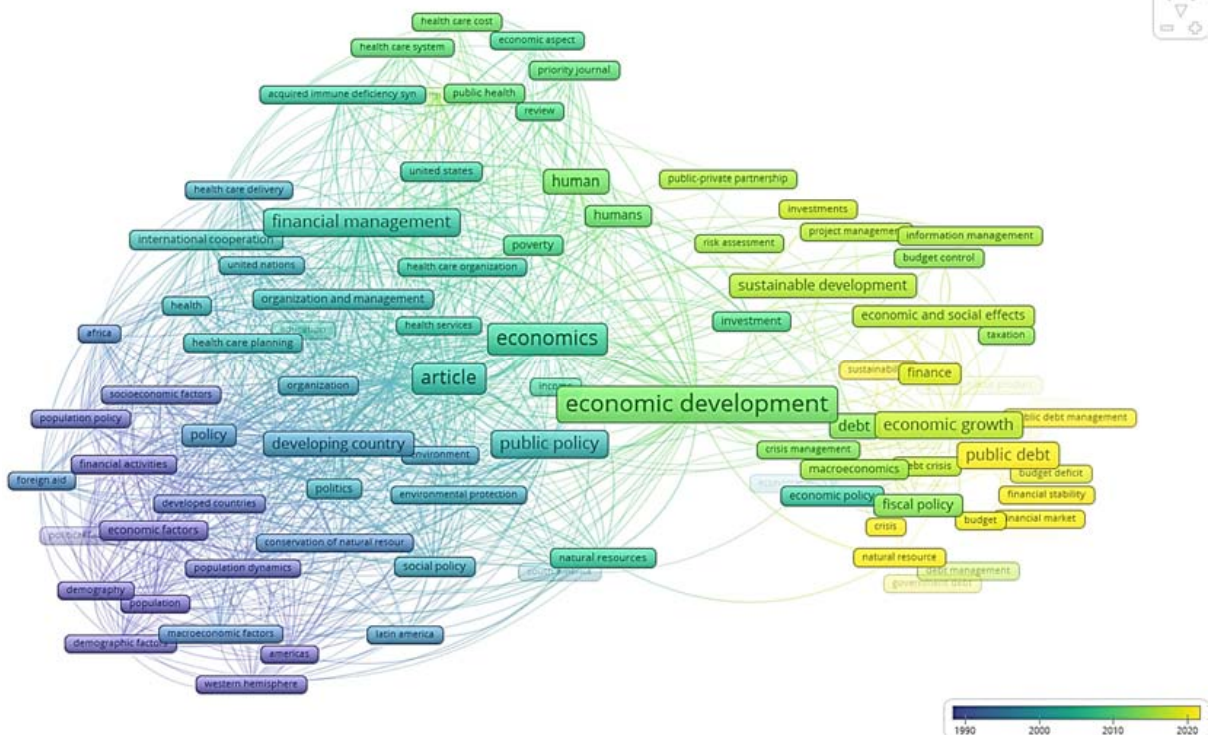 health care cost
economic aspect
health care system
priority journal
acquired immune deficiency syn
public health
review
united states
human
public-private partnership
health care delivery
humans
investments
financial management
project managemen
information management
international cooperation
poverty
risk assessment
budget control
united nations
health care organization
sustainable development
health
organization and management
economic and social effects
health services
investment
africa
education
economics
taxation
health care planning
sustainabili
finance
article
organization
income
socioeconomic factors
economic development
population policy
debt
economic growth
blic debt management
policy
developing country
public policy
environment
crisis management
public debt
financial activities
macroeconomics
ebt crisis
budget deficit
foreign aid
politics
environmental protection
economic policy
financial stability
developed countries
fiscal policy
economic factors
crisis
budget
inancial market
conservation of natural resour
natural resources
natural resource
population dynamics
social policy
debt management
government debt
demography
population
macroeconomic factors
latin america
demographic factors
americas
western hemisphere
1990
2000
2010
2020